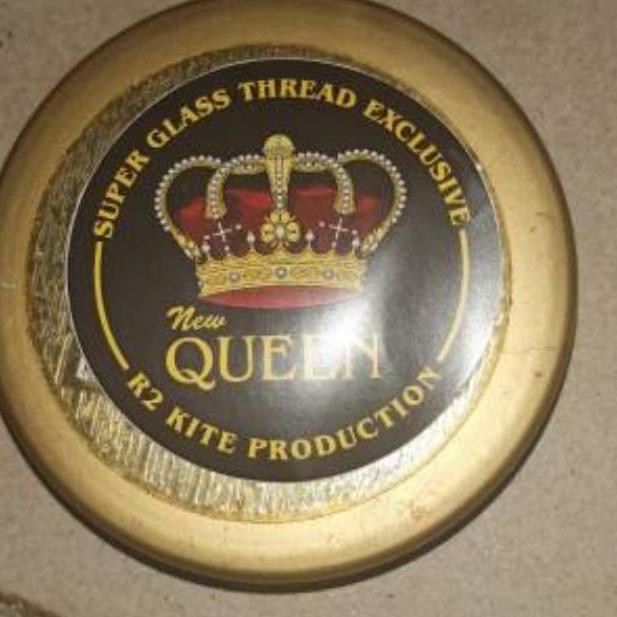 SUPER GLASS THREAD EXCLUSIVE
New
QUEEN
R2 KITE PRODUCTION